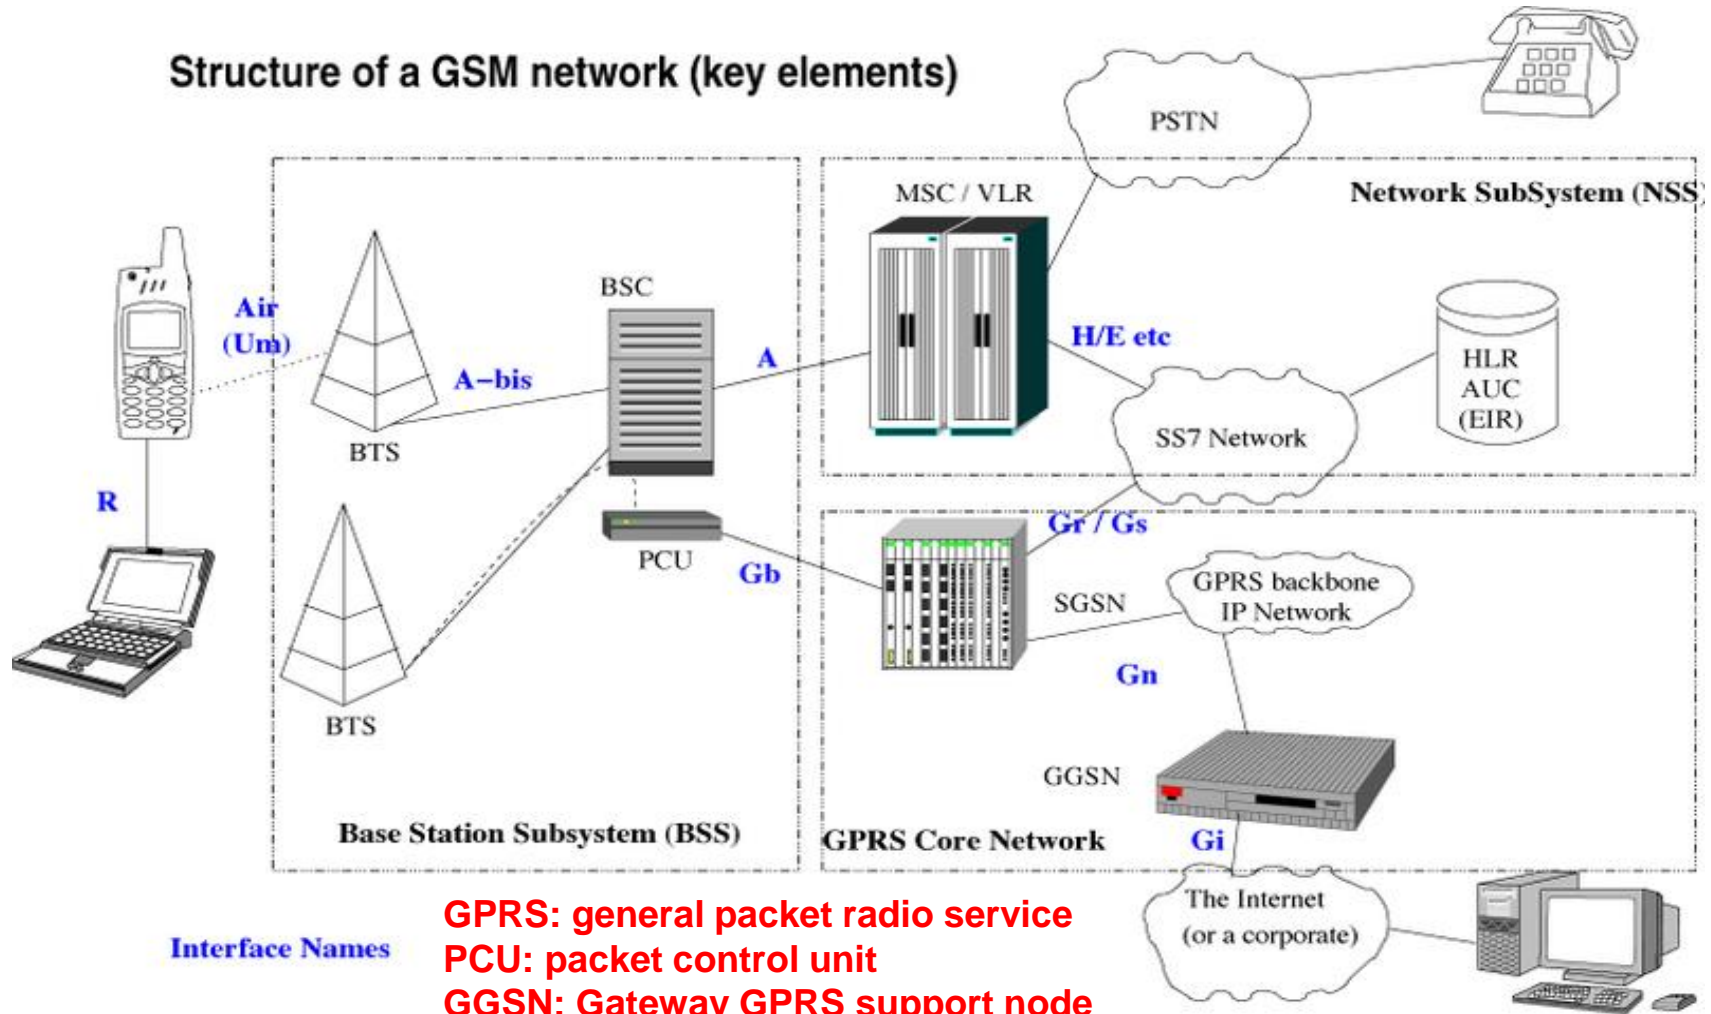 Structure of a GSM network (key elements)
PSTN
MSC / VLR
Network SubSystem (NSS)
BSC
Air
(Um)
A-bis
A
H/E etc
HLR
AUC
(EIR)
SS7 Network
BTS
R
PCU
Gb
Gr / Gs
SGSN
GPRS backbone
IP Network
Gn
BTS
GGSN
Base Station Subsystem (BSS)
GPRS Core Network
Gi
The Internet
(or a corporate)
Interface Names
GPRS: general packet radio service
PCU: packet control unit
GGSN: Gateway GPRS support node